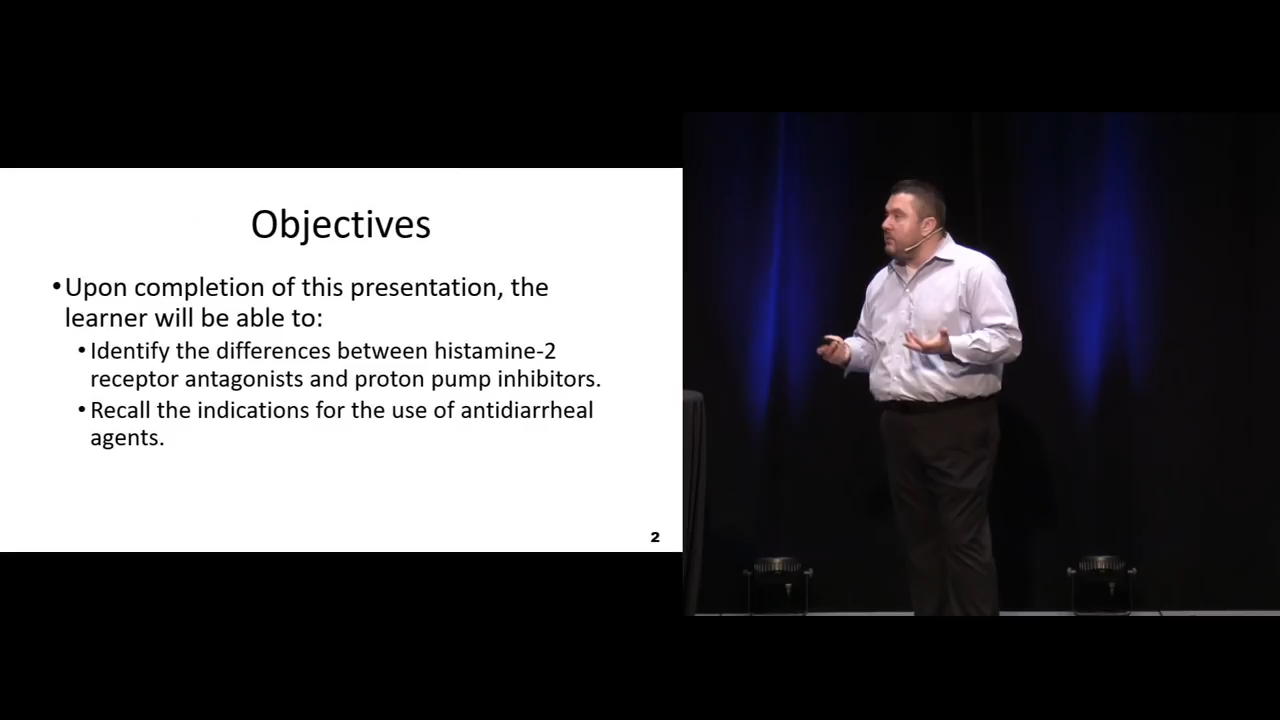 Objectives
•Upon completion of this presentation, the
learner will be able to:
•Identify the differences between histamine-2
receptor antagonists and proton pump inhibitors.
•Recall the indications for the use of antidiarrheal
agents.
2